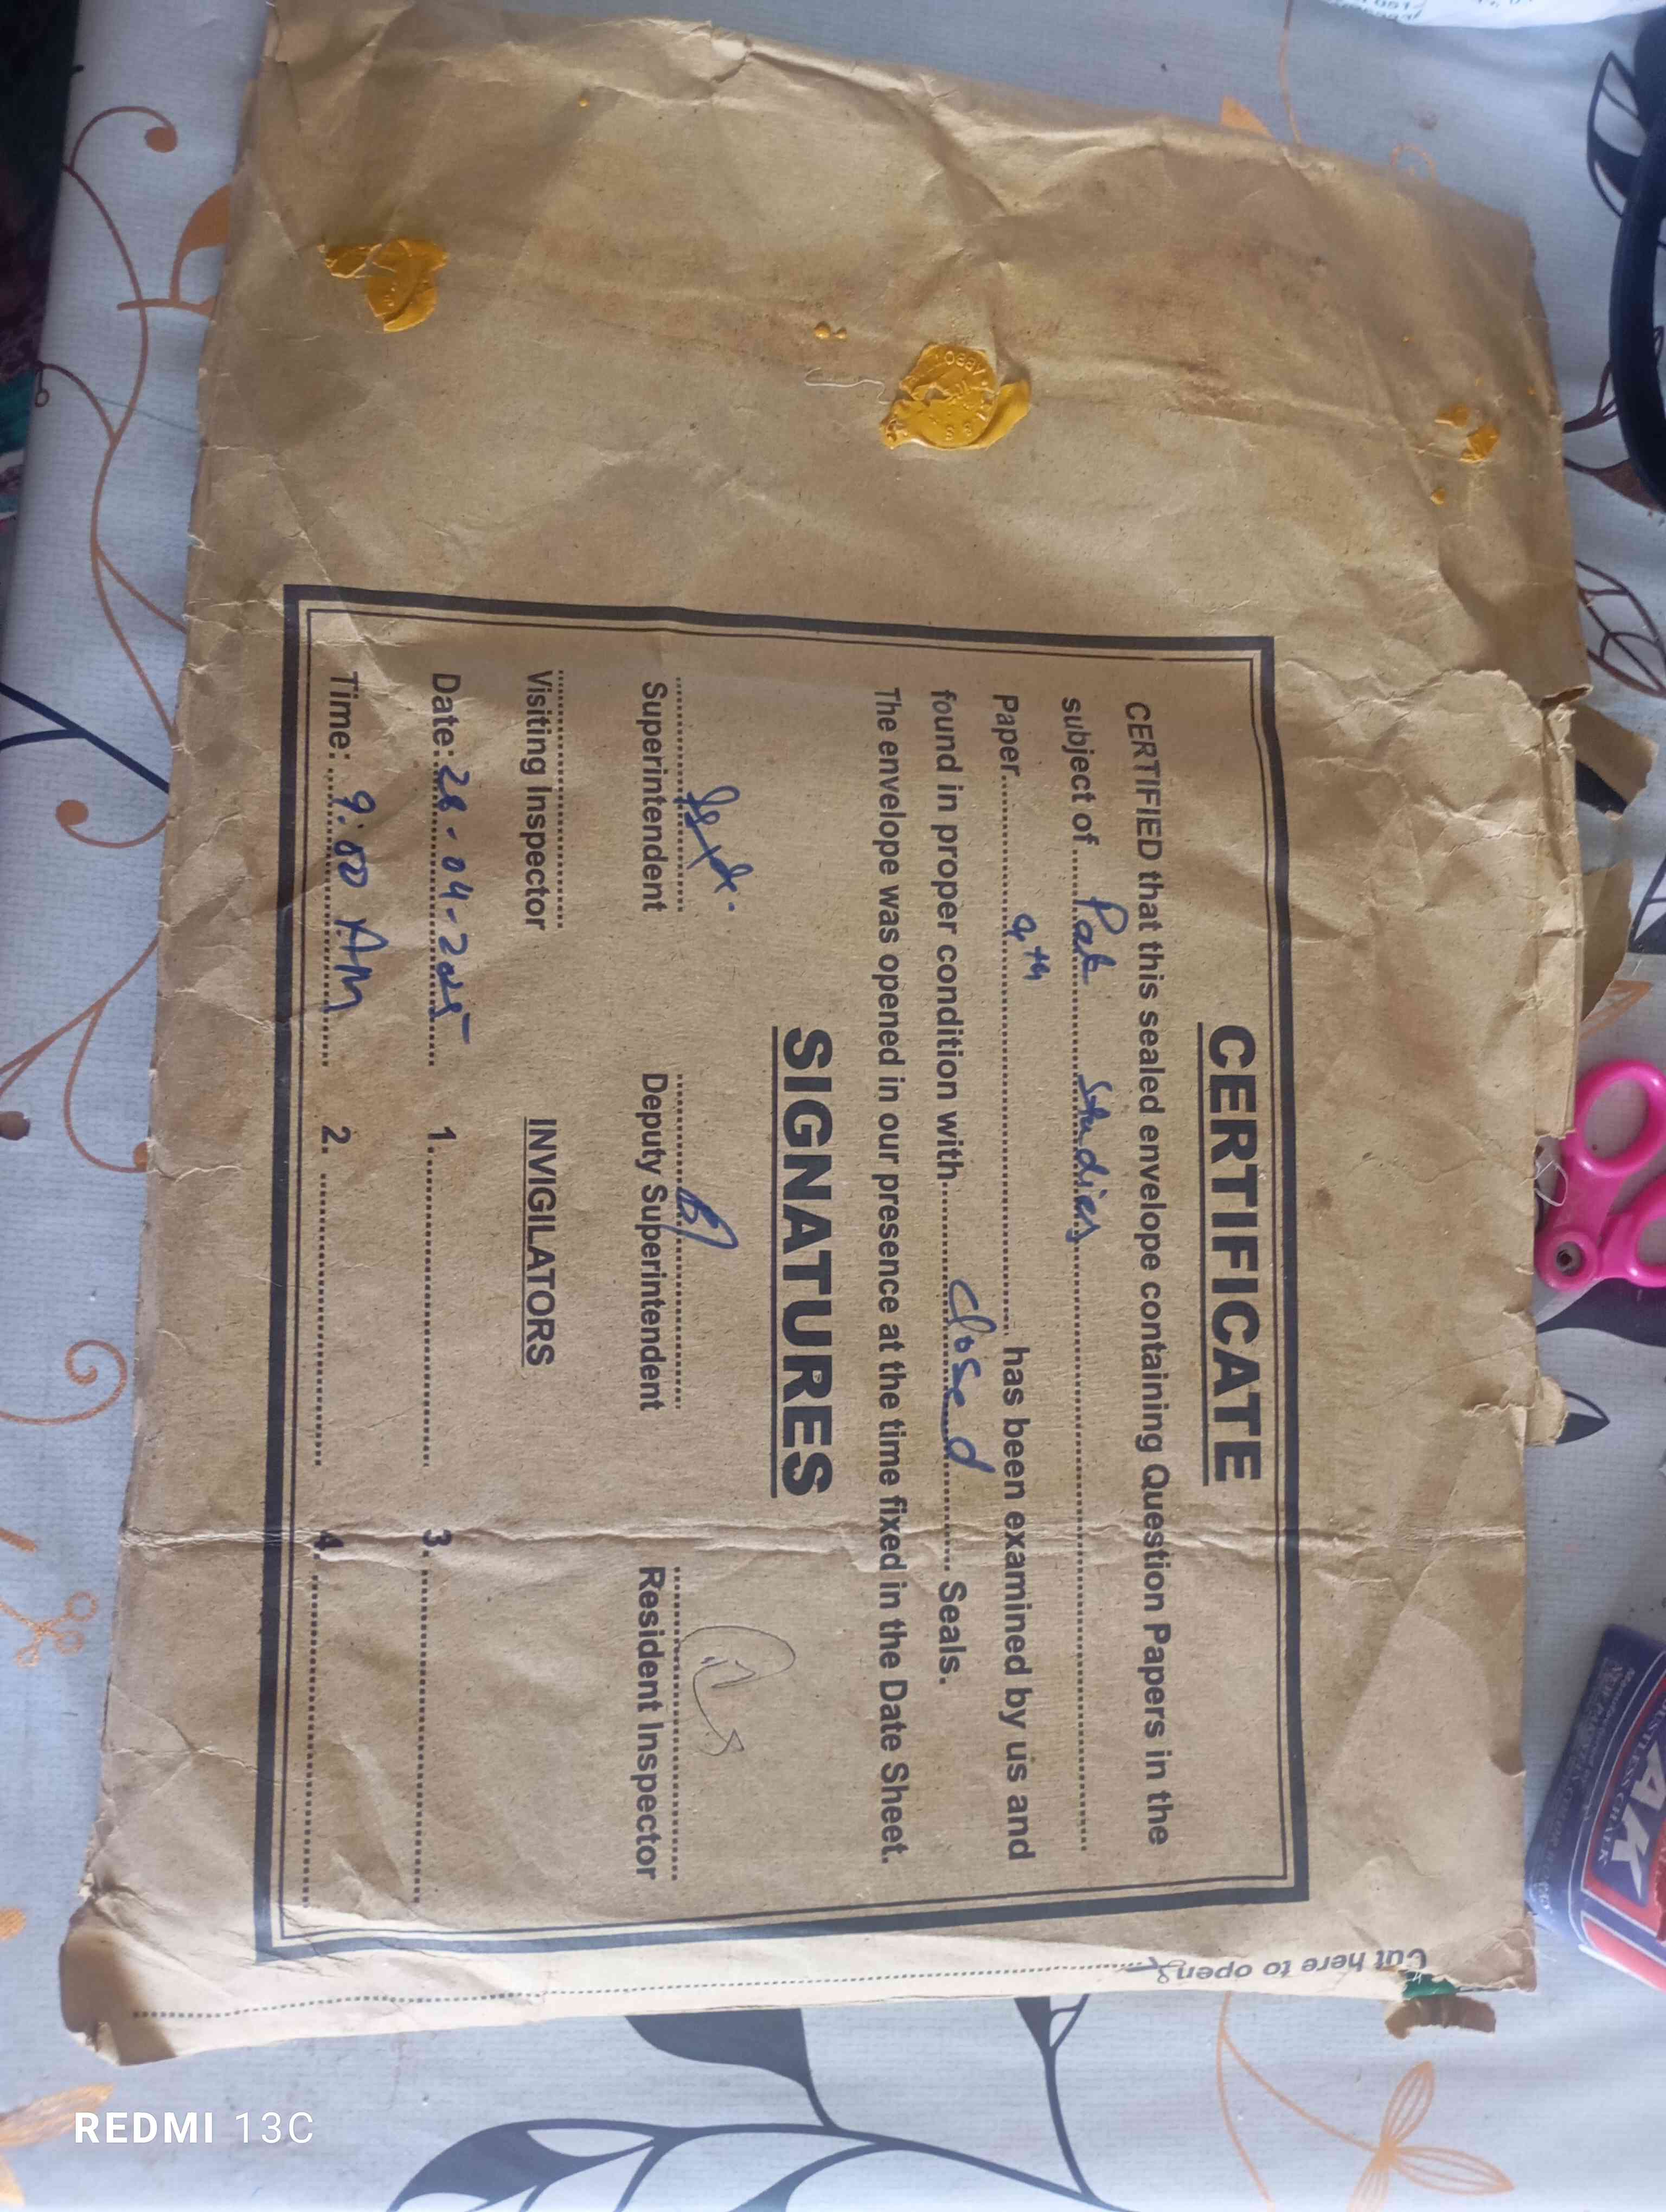 CERTIFICATE
CERTIFIED that this sealed envelope containing Question Papers in the
subject of.... Pak Studies
Paper.... 9th .... has been examined by us and
found in proper condition with.... closed .... Seals.
The envelope was opened in our presence at the time fixed in the Date Sheet.
SIGNATURES
Superintendent Deputy Superintendent Resident Inspector
Visiting Inspector INVIGILATORS
Date: 28-04-2025 1. 3.
Time: 9:00 AM 2. 4.
Cut here to open
REDMI 13C